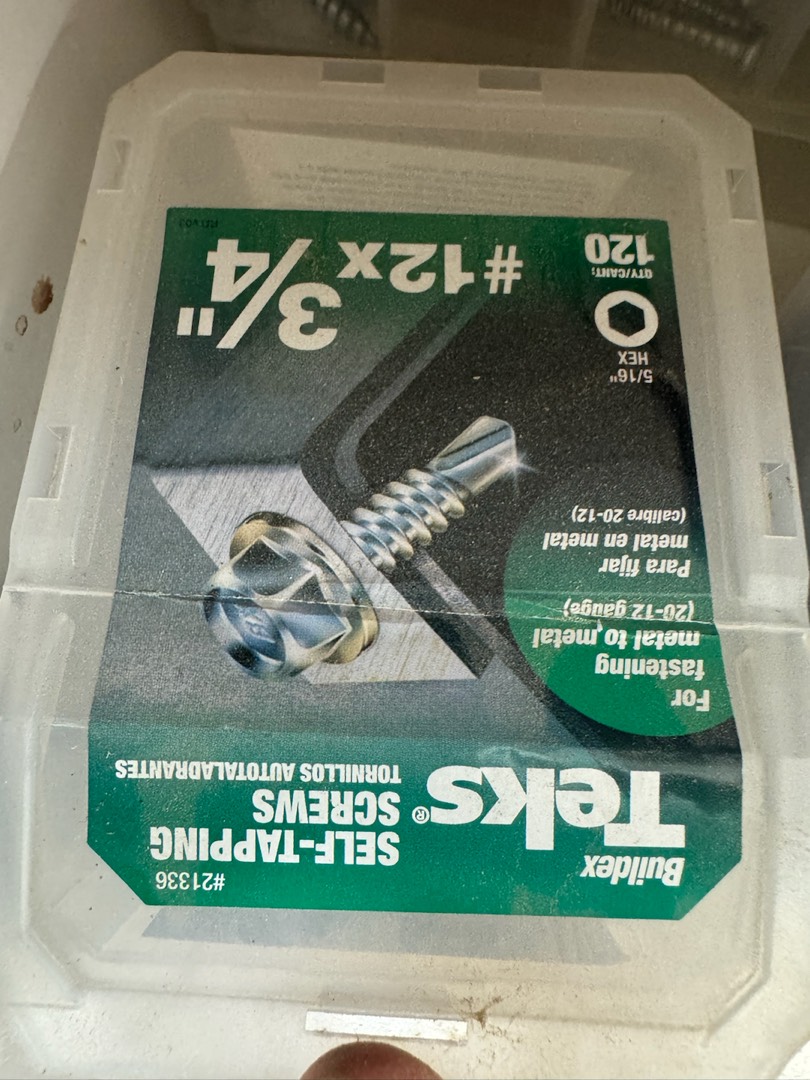 #21336
Buildex
Teks®
SELF-TAPPING
SCREWS
TORNILLOS AUTOTALADRANTES
For
fastening
metal to metal
(20-12 gauge)
Para fijar
metal en metal
(calibre 20-12)
5/16"
HEX
QTY/CANT:
120
#12x 3/4"